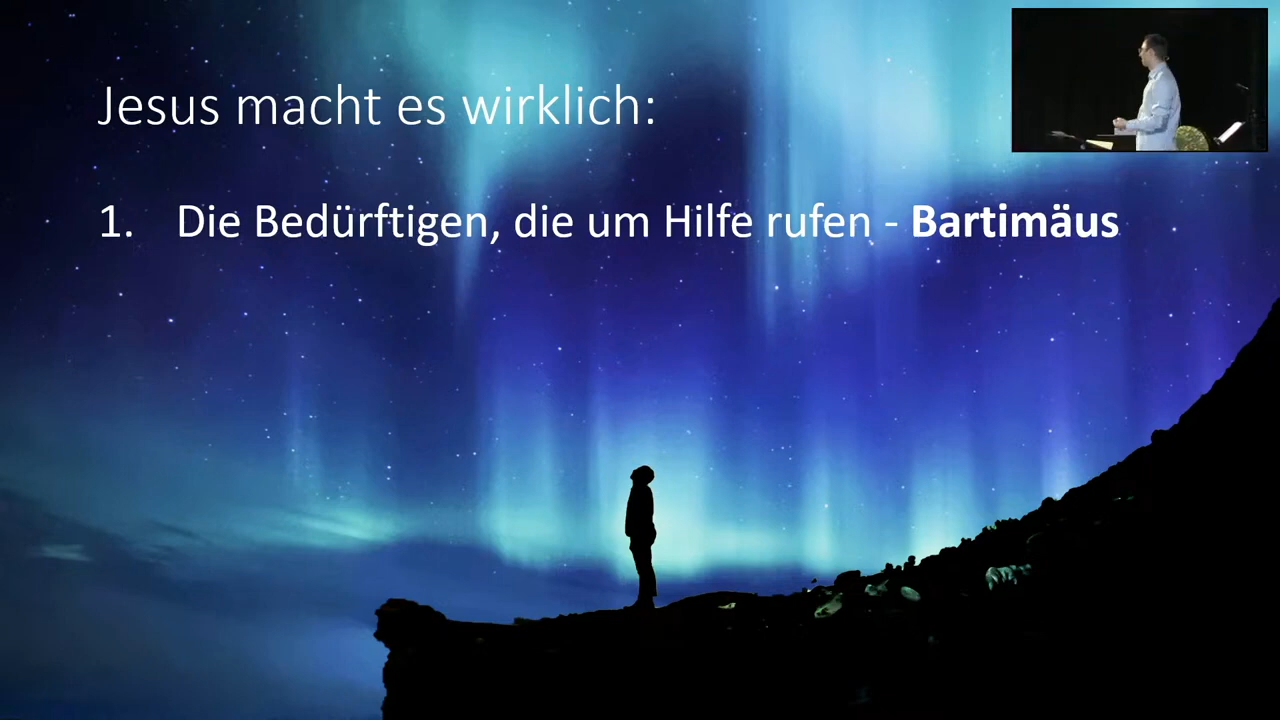 Jesus macht es wirklich:
1. Die Bedürftigen, die um Hilfe rufen - Bartimäus